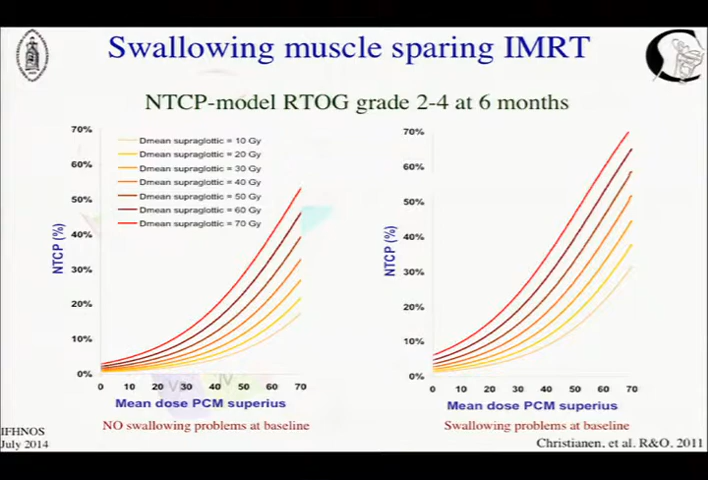 Swallowing muscle sparing IMRT
NTCP-model RTOG grade 2-4 at 6 months
70%
60%
50%
40%
30%
20%
10%
0%
NTCP (%)
Dmean supraglottic = 10 Gy
Dmean supraglottic = 20 Gy
Dmean supraglottic = 30 Gy
Dmean supraglottic = 40 Gy
Dmean supraglottic = 50 Gy
Dmean supraglottic = 60 Gy
Dmean supraglottic = 70 Gy
0 10 20 30 40 50 60 70
Mean dose PCM superius
NO swallowing problems at baseline
70%
60%
50%
40%
30%
20%
10%
0%
NTCP (%)
0 10 20 30 40 50 60 70
Mean dose PCM superius
Swallowing problems at baseline
IFHNOS
July 2014
Christianen, et al. R&O, 2011